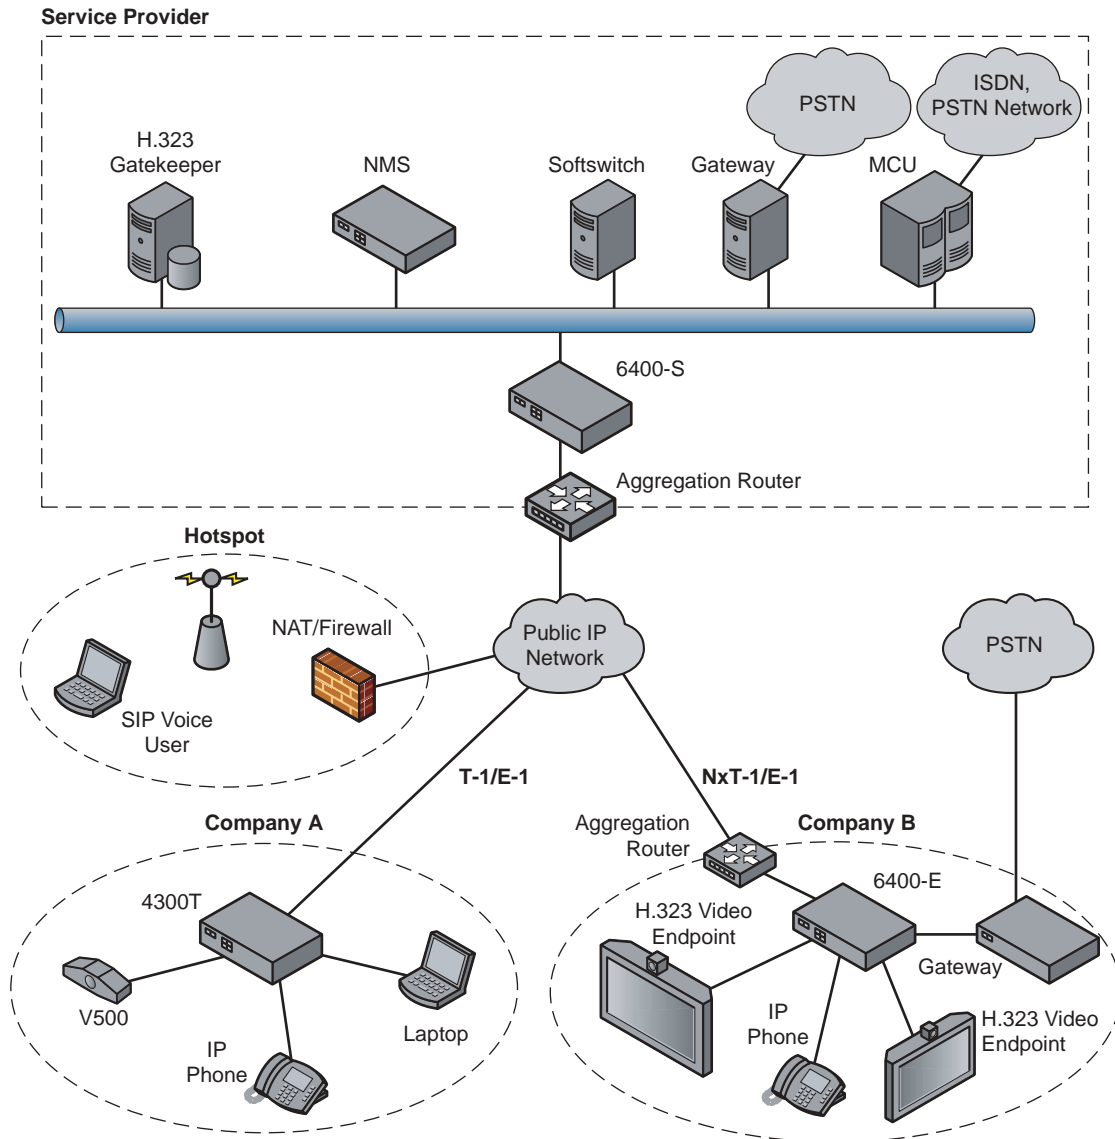 Service Provider
PSTN
ISDN,
PSTN Network
H.323
Gatekeeper
NMS
Softswitch
Gateway
MCU
6400-S
Aggregation Router
Hotspot
NAT/Firewall
SIP Voice
User
Public IP
Network
PSTN
T-1/E-1
NxT-1/E-1
Company A
4300T
V500
IP
Phone
Laptop
Aggregation
Router
Company B
6400-E
H.323 Video
Endpoint
Gateway
IP
Phone
H.323 Video
Endpoint